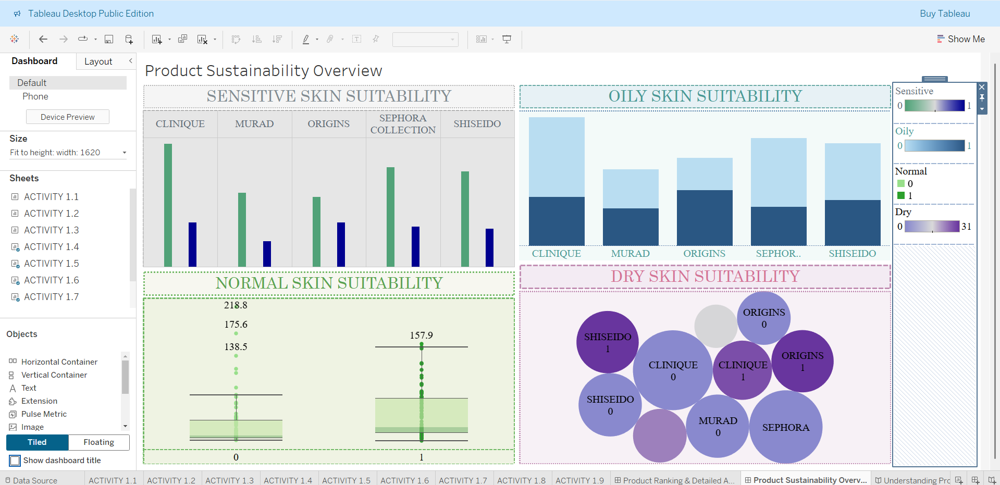 Tableau Desktop Public Edition
Buy Tableau
Show Me
Dashboard
Layout
Default
Phone
Device Preview
Size
Fit to height: width: 1620
Sheets
ACTIVITY 1.1
ACTIVITY 1.2
ACTIVITY 1.3
ACTIVITY 1.4
ACTIVITY 1.5
ACTIVITY 1.6
ACTIVITY 1.7
Objects
Horizontal Container
Vertical Container
Text
Extension
Pulse Metric
Image
Tiled
Floating
Show dashboard title
Product Sustainability Overview
SENSITIVE SKIN SUITABILITY
CLINIQUE
MURAD
ORIGINS
SEPHORA
COLLECTION
SHISEIDO
OILY SKIN SUITABILITY
CLINIQUE
MURAD
ORIGINS
SEPHOR..
SHISEIDO
NORMAL SKIN SUITABILITY
218.8
175.6
138.5
157.9
0
1
DRY SKIN SUITABILITY
ORIGINS
0
SHISEIDO
1
ORIGINS
1
CLINIQUE
0
CLINIQUE
1
SHISEIDO
0
MURAD
0
SEPHORA
Sensitive
0 1
Oily
0 1
Normal
0
1
Dry
0 31
Data Source
ACTIVITY 1.1
ACTIVITY 1.2
ACTIVITY 1.3
ACTIVITY 1.4
ACTIVITY 1.5
ACTIVITY 1.6
ACTIVITY 1.7
ACTIVITY 1.8
ACTIVITY 1.9
Product Ranking & Detailed A...
Product Sustainability Overv...
Understanding Pro